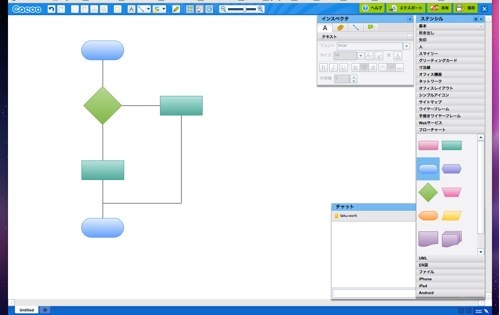 Cacoo
ヘルプ
エクスポート
共有
保存
インスペクタ
テキスト
フォント
Arial
サイズ
行間隔
ステンシル
基本
吹き出し
矢印
人
スマイリー
グリーティングカード
寸法線
オフィス機器
ネットワーク
オフィスレイアウト
シンプルアイコン
サイトマップ
ワイヤーフレーム
手書きワイヤーフレーム
Webサービス
フローチャート
チャット
UML
ER図
ファイル
iPhone
iPad
Android
Untitled